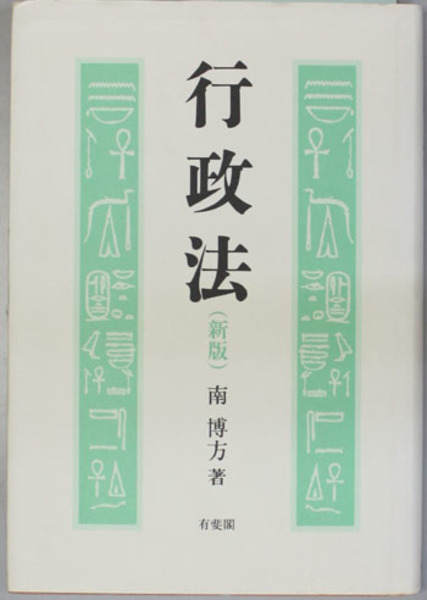 行政法
（新版）
南 博方 著
有斐閣